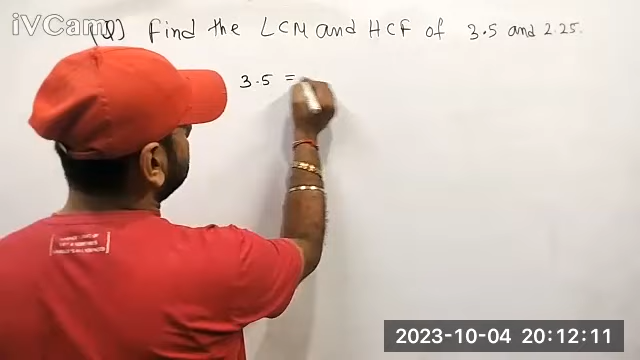 iVCam
[Q] Find the LCM and HCF of 3.5 and 2.25.
3.5 =
2023-10-04 20:12:11